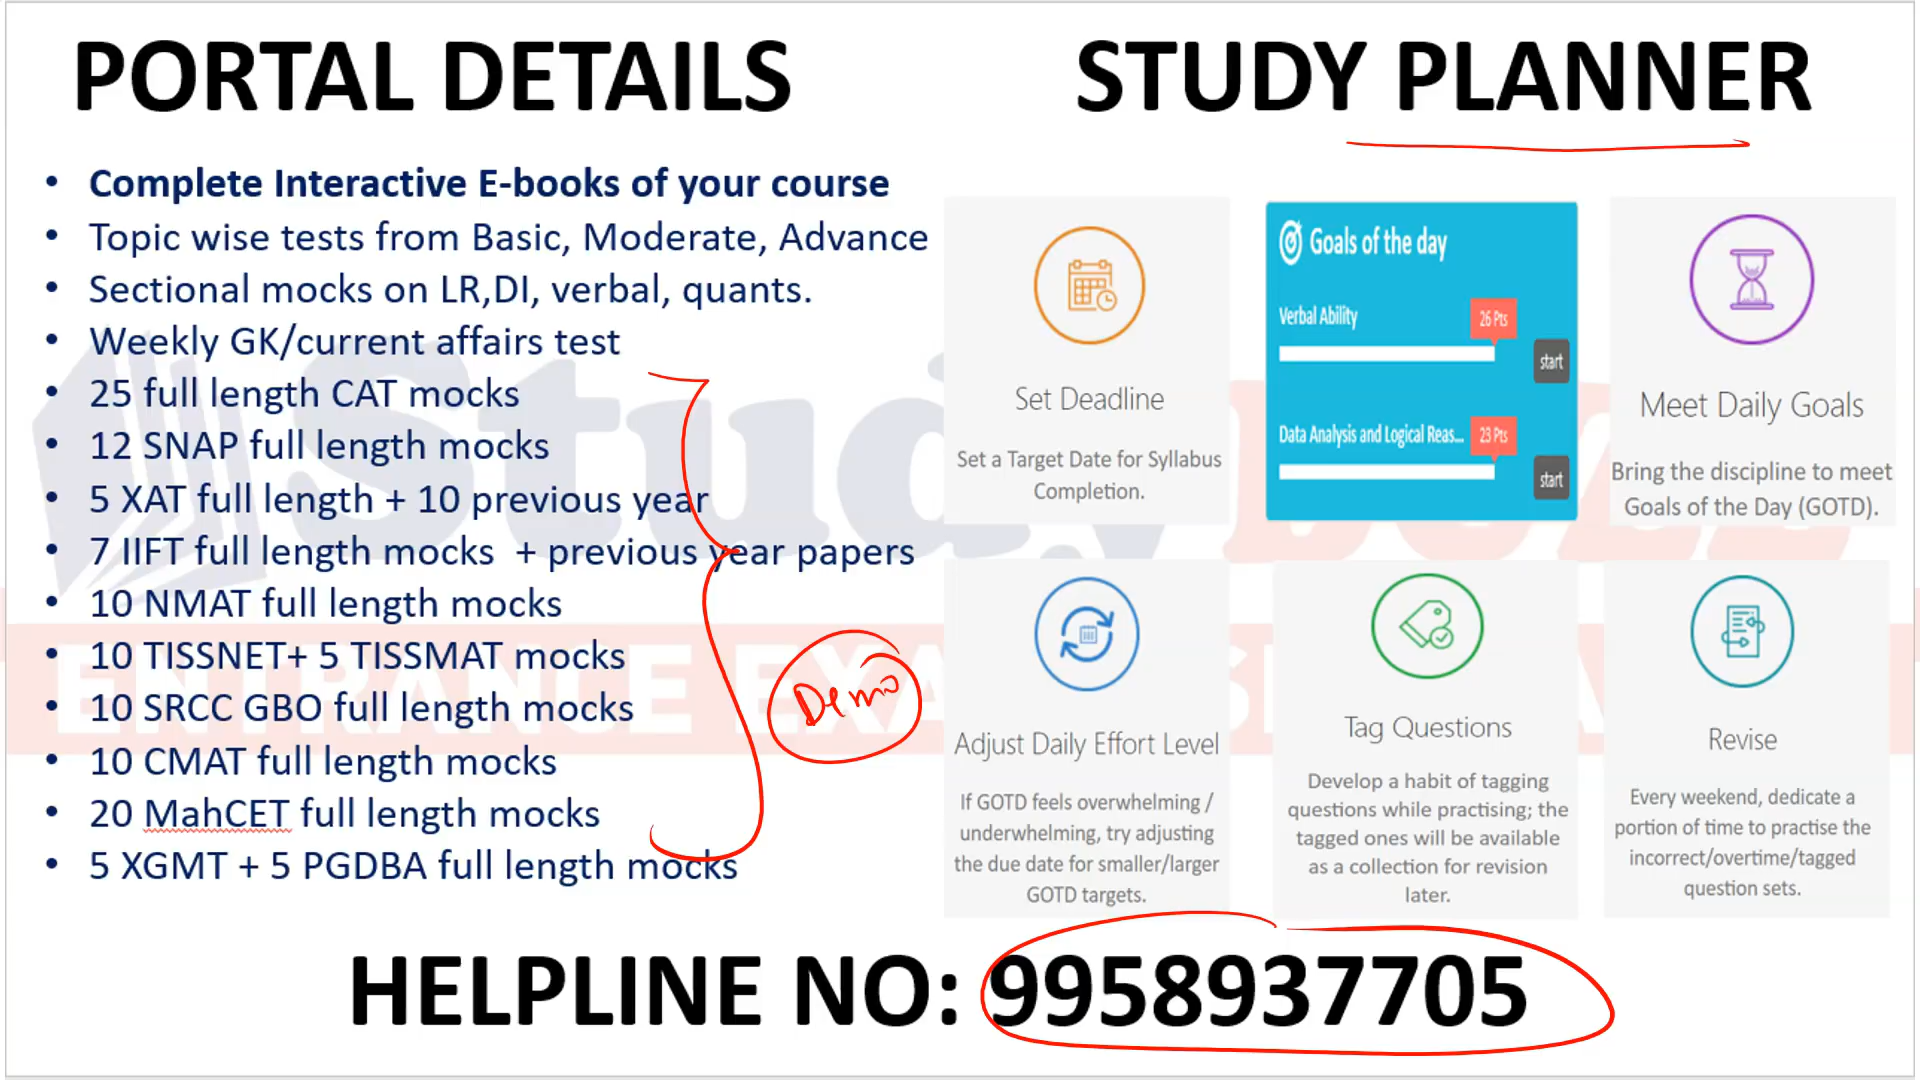 PORTAL DETAILS
• Complete Interactive E-books of your course
• Topic wise tests from Basic, Moderate, Advance
• Sectional mocks on LR,DI, verbal, quants.
• Weekly GK/current affairs test
• 25 full length CAT mocks
• 12 SNAP full length mocks
• 5 XAT full length + 10 previous year
• 7 IIFT full length mocks + previous year papers
• 10 NMAT full length mocks
• 10 TISSNET+ 5 TISSMAT mocks
• 10 SRCC GBO full length mocks
• 10 CMAT full length mocks
• 20 MahCET full length mocks
• 5 XGMT + 5 PGDBA full length mocks
Demo
STUDY PLANNER
Set Deadline
Set a Target Date for Syllabus
Completion.
Goals of the day
Verbal Ability
26 Pts
start
Data Analysis and Logical Reas...
23 Pts
start
Meet Daily Goals
Bring the discipline to meet
Goals of the Day (GOTD).
Adjust Daily Effort Level
If GOTD feels overwhelming /
underwhelming, try adjusting
the due date for smaller/larger
GOTD targets.
Tag Questions
Develop a habit of tagging
questions while practising; the
tagged ones will be available
as a collection for revision
later.
Revise
Every weekend, dedicate a
portion of time to practise the
incorrect/overtime/tagged
question sets.
HELPLINE NO: 9958937705